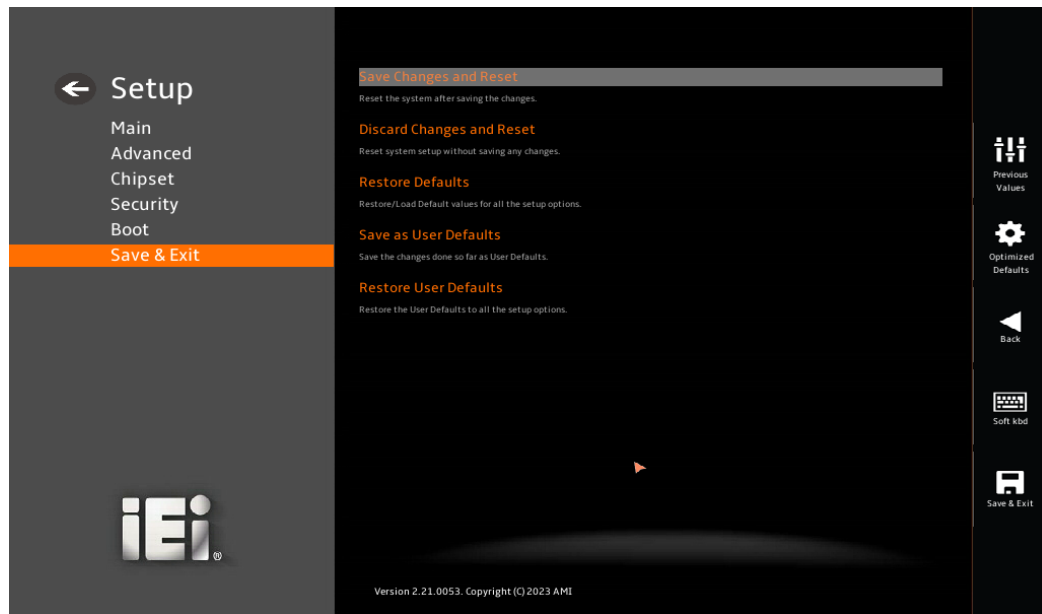 Setup
Main
Advanced
Chipset
Security
Boot
Save & Exit
iEi®
Save Changes and Reset
Reset the system after saving the changes.
Discard Changes and Reset
Reset system setup without saving any changes.
Restore Defaults
Restore/Load Default values for all the setup options.
Save as User Defaults
Save the changes done so far as User Defaults.
Restore User Defaults
Restore the User Defaults to all the setup options.
Version 2.21.0053. Copyright (C) 2023 AMI
Previous
Values
Optimized
Defaults
Back
Soft kbd
Save & Exit